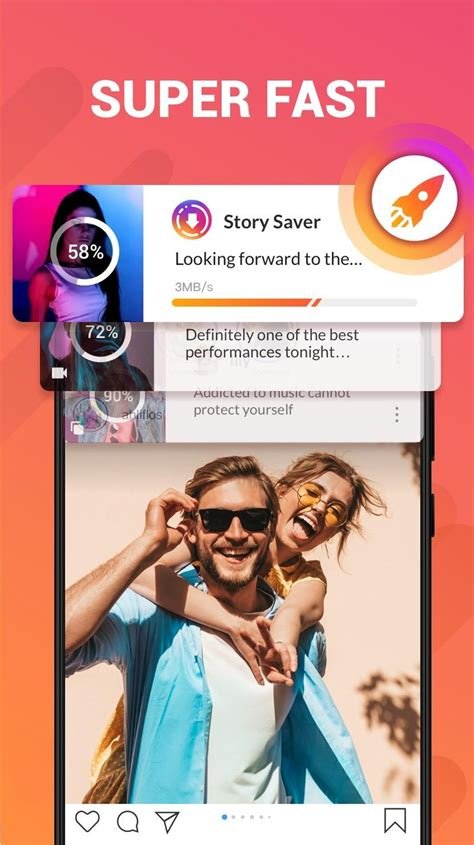 SUPER FAST
58%
Story Saver
Looking forward to the...
3MB/s
72%
Definitely one of the best
performances tonight...
90%
Addicted to music cannot
protect yourself